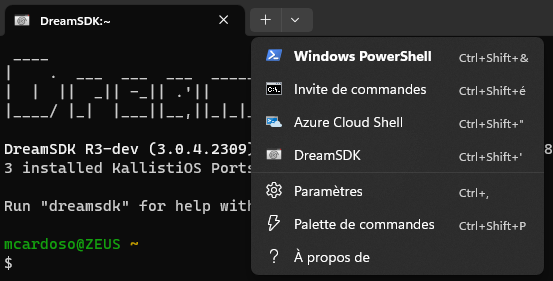 DreamSDK:~
Windows PowerShell Ctrl+Shift+&
Invite de commandes Ctrl+Shift+é
Azure Cloud Shell Ctrl+Shift+"
DreamSDK Ctrl+Shift+'
Paramètres Ctrl+,
Palette de commandes Ctrl+Shift+P
À propos de
DreamSDK R3-dev (3.0.4.2309)
3 installed KallistiOS Ports
Run "dreamsdk" for help with
mcardoso@ZEUS ~
$